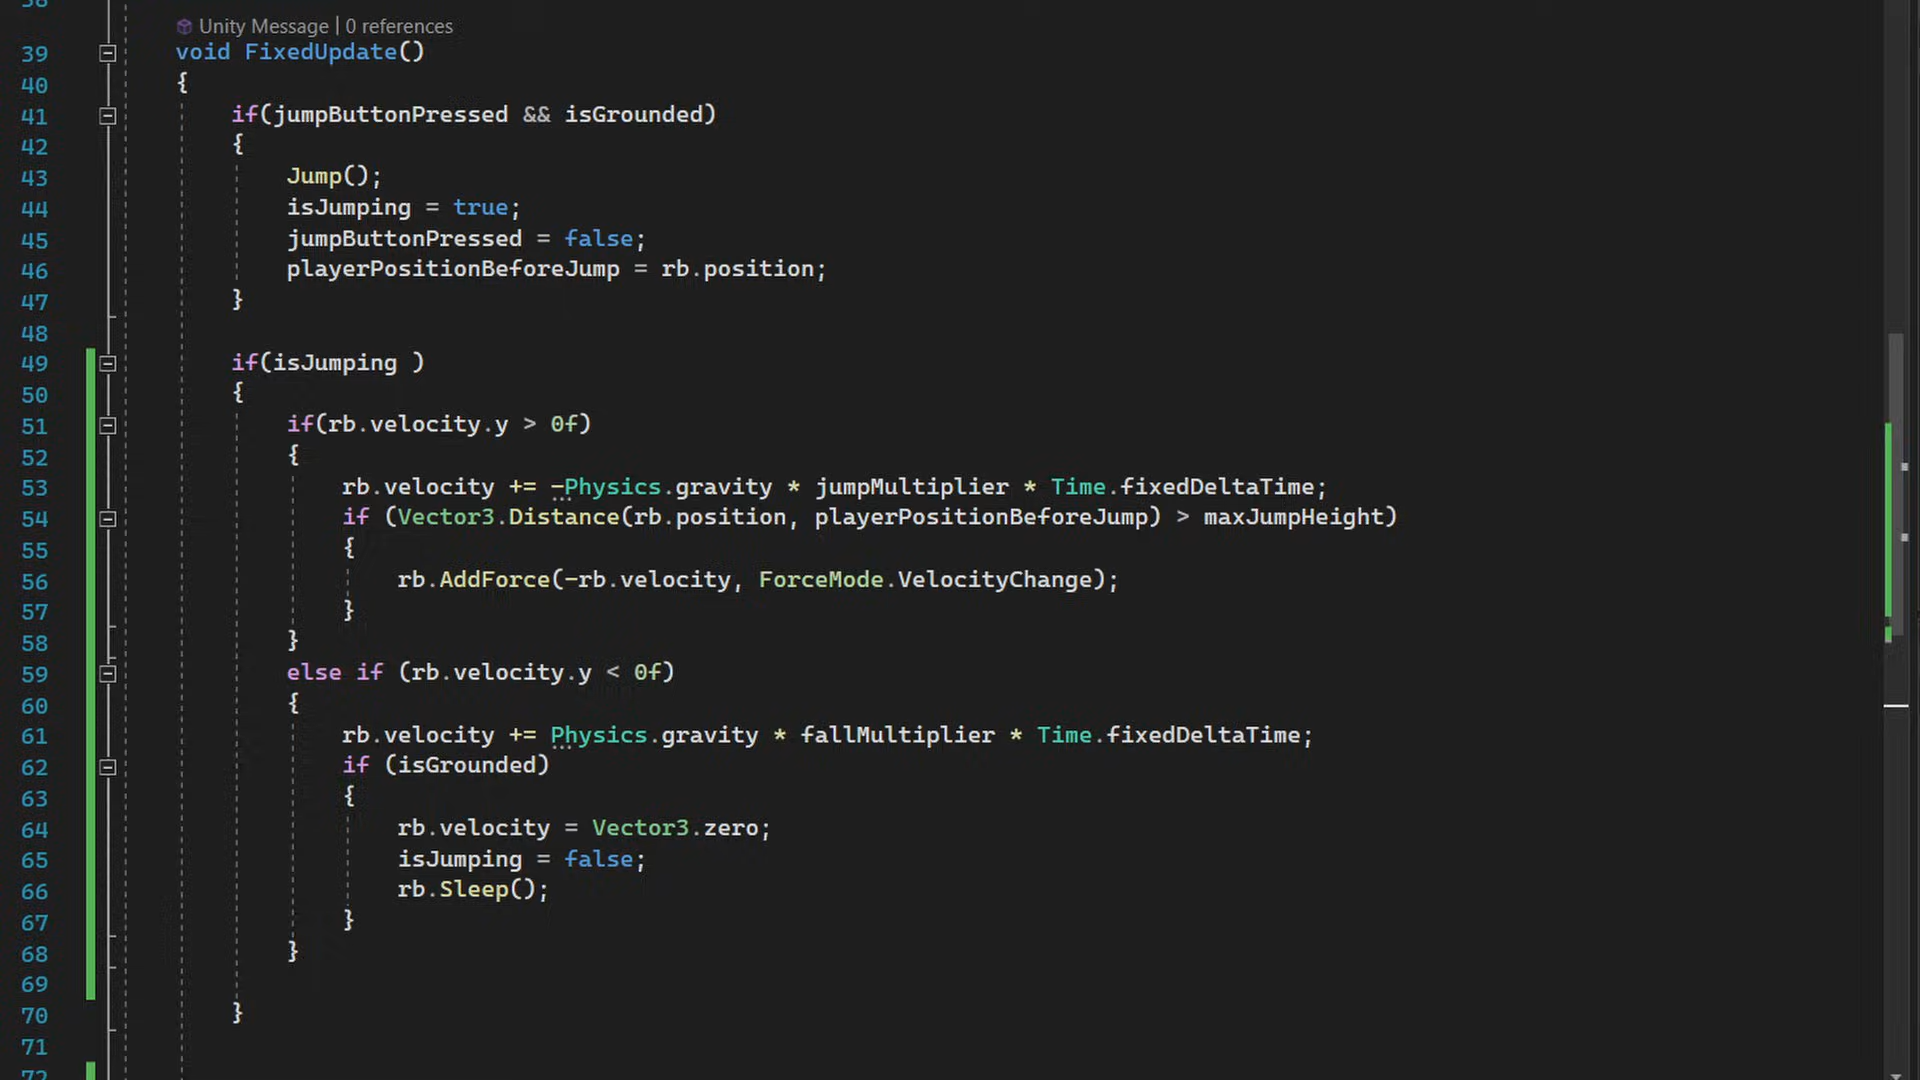 38
Unity Message | 0 references
39 void FixedUpdate()
40 {
41 if(jumpButtonPressed && isGrounded)
42 {
43 Jump();
44 isJumping = true;
45 jumpButtonPressed = false;
46 playerPositionBeforeJump = rb.position;
47 }
48
49 if(isJumping )
50 {
51 if(rb.velocity.y > 0f)
52 {
53 rb.velocity += -Physics.gravity * jumpMultiplier * Time.fixedDeltaTime;
54 if (Vector3.Distance(rb.position, playerPositionBeforeJump) > maxJumpHeight)
55 {
56 rb.AddForce(-rb.velocity, ForceMode.VelocityChange);
57 }
58 }
59 else if (rb.velocity.y < 0f)
60 {
61 rb.velocity += Physics.gravity * fallMultiplier * Time.fixedDeltaTime;
62 if (isGrounded)
63 {
64 rb.velocity = Vector3.zero;
65 isJumping = false;
66 rb.Sleep();
67 }
68 }
69
70 }
71
72